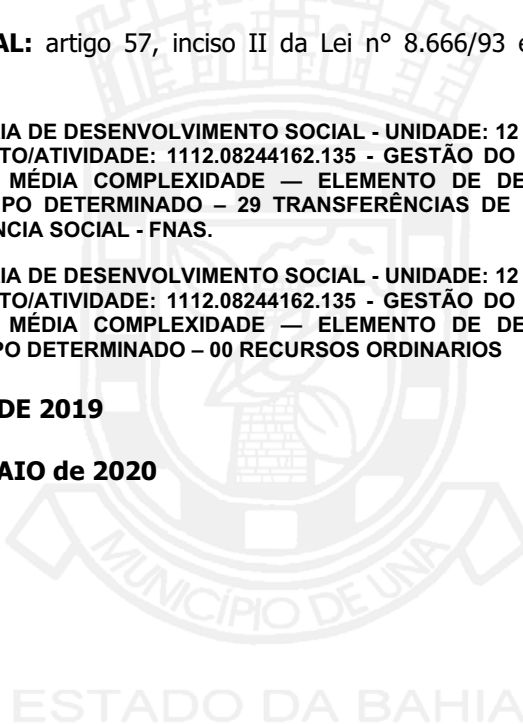 AL: artigo 57, inciso II da Lei n° 8.666/93 e
IA DE DESENVOLVIMENTO SOCIAL - UNIDADE: 12
TO/ATIVIDADE: 1112.08244162.135 - GESTÃO DO
MÉDIA COMPLEXIDADE — ELEMENTO DE DE
PO DETERMINADO – 29 TRANSFERÊNCIAS DE
NCIA SOCIAL - FNAS.
IA DE DESENVOLVIMENTO SOCIAL - UNIDADE: 12
TO/ATIVIDADE: 1112.08244162.135 - GESTÃO DO
MÉDIA COMPLEXIDADE — ELEMENTO DE DE
PO DETERMINADO – 00 RECURSOS ORDINARIOS
DE 2019
AIO de 2020
MUNICÍPIO DE UNA
ESTADO DA BAHIA